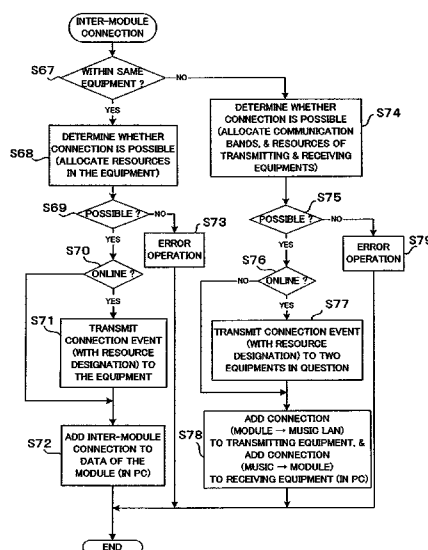 INTER-MODULE
CONNECTION
S67
WITHIN SAME
EQUIPMENT ?
NO
YES
S68
DETERMINE WHETHER
CONNECTION IS POSSIBLE
(ALLOCATE RESOURCES
IN THE EQUIPMENT)
S74
DETERMINE WHETHER
CONNECTION IS POSSIBLE
(ALLOCATE COMMUNICATION
BANDS, & RESOURCES OF
TRANSMITTING & RECEIVING
EQUIPMENTS)
S69
POSSIBLE ?
NO
YES
S73
ERROR
OPERATION
S75
POSSIBLE ?
NO
YES
S79
ERROR
OPERATION
S70
ONLINE ?
YES
S76
ONLINE ?
NO
YES
S71
TRANSMIT
CONNECTION EVENT
(WITH RESOURCE
DESIGNATION) TO
THE EQUIPMENT
S77
TRANSMIT CONNECTION EVENT
(WITH RESOURCE
DESIGNATION) TO TWO
EQUIPMENTS IN QUESTION
S72
ADD INTER-MODULE
CONNECTION TO
DATA OF THE
MODULE (IN PC)
S78
ADD CONNECTION
(MODULE → MUSIC LAN)
TO TRANSMITTING EQUIPMENT, &
ADD CONNECTION
(MUSIC → MODULE)
TO RECEIVING EQUIPMENT (IN PC)
END